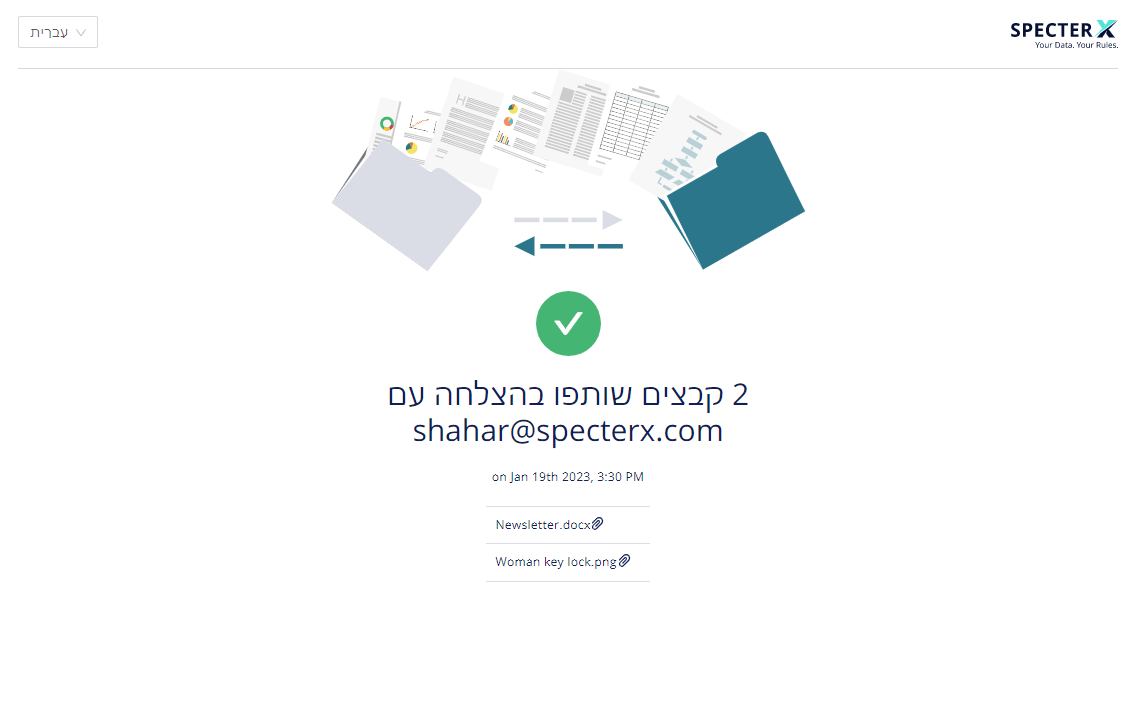 עברית
SPECTERX
Your Data. Your Rules.
H
2 קבצים שותפו בהצלחה עם
shahar@specterx.com
on Jan 19th 2023, 3:30 PM
Newsletter.docx
Woman key lock.png